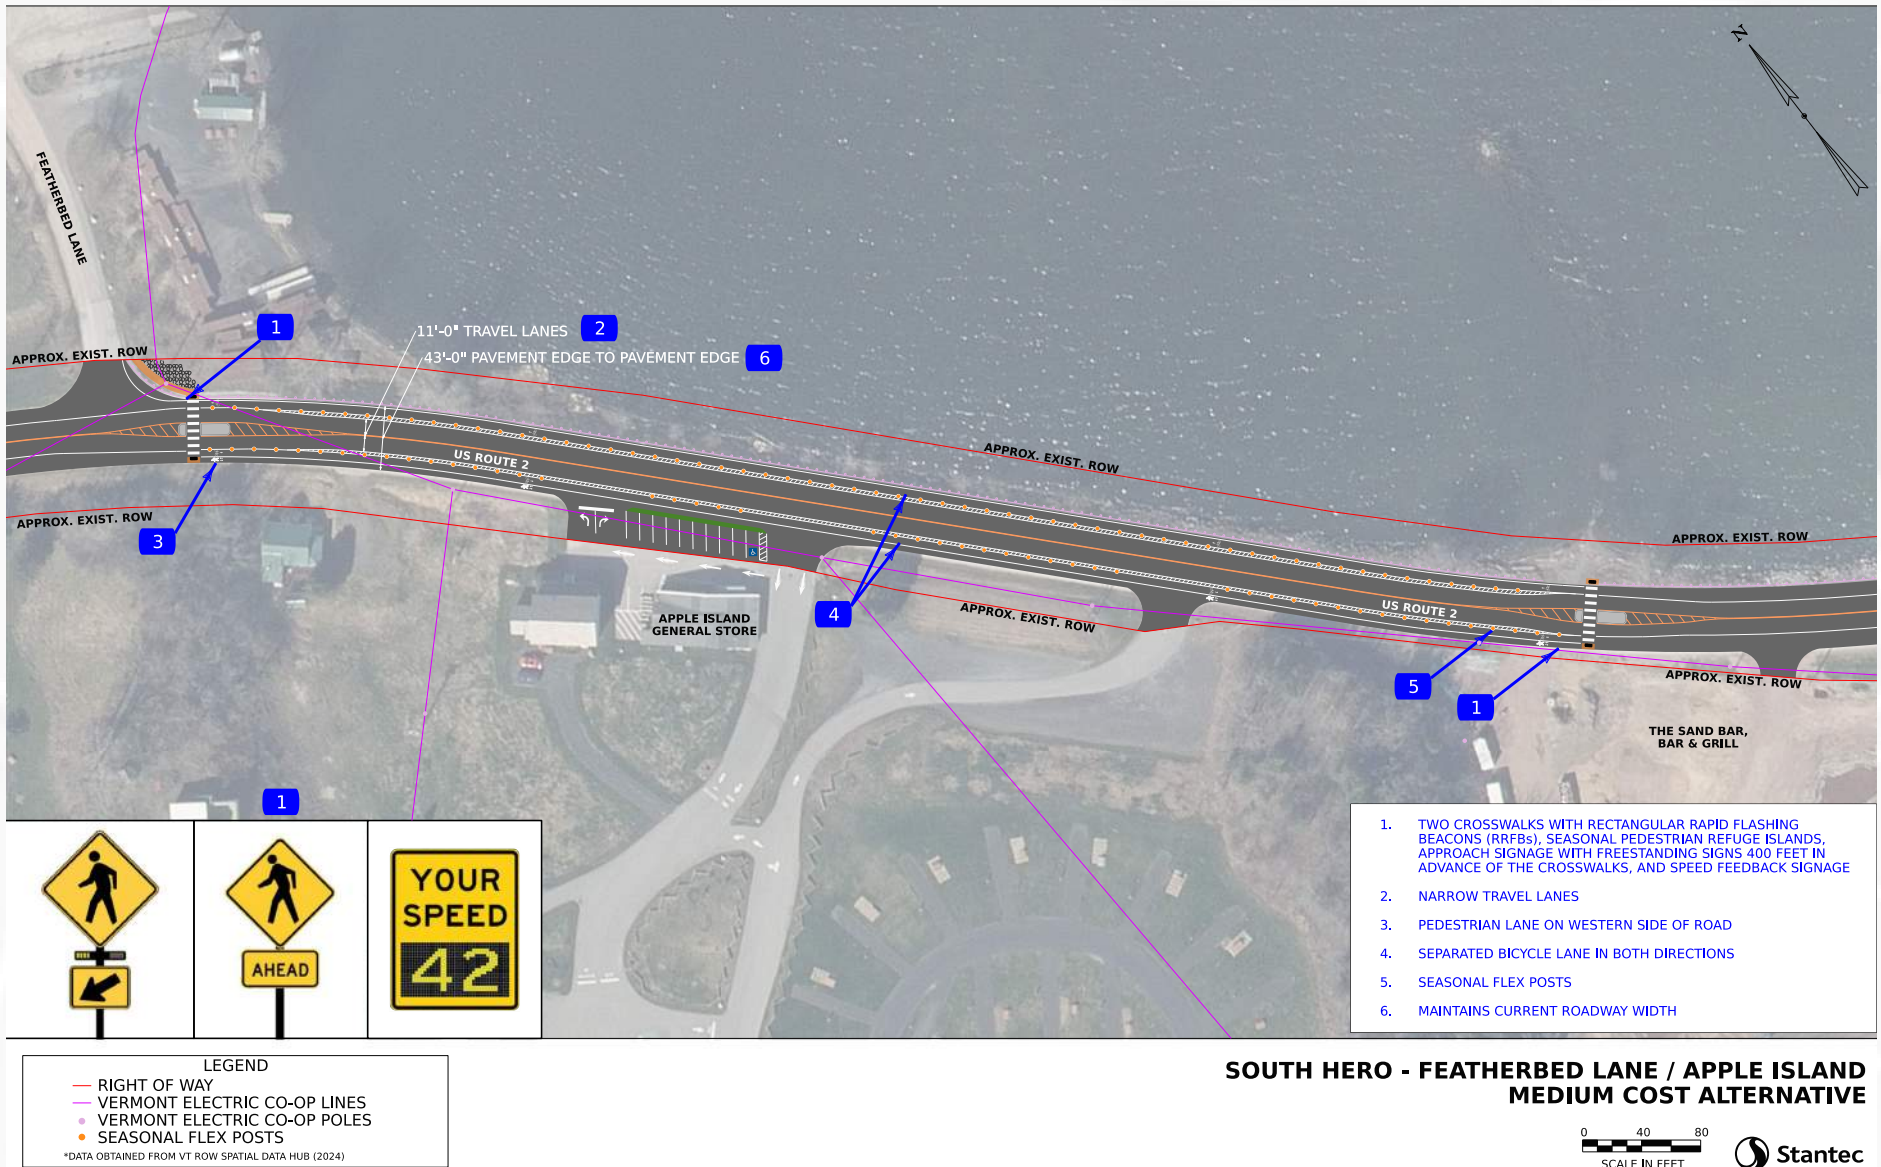 N
FEATHERBED LANE
1
11'-0" TRAVEL LANES 2
43'-0" PAVEMENT EDGE TO PAVEMENT EDGE 6
APPROX. EXIST. ROW
APPROX. EXIST. ROW
US ROUTE 2
APPROX. EXIST. ROW
APPROX. EXIST. ROW
3
4
APPLE ISLAND
GENERAL STORE
APPROX. EXIST. ROW
US ROUTE 2
5
1
APPROX. EXIST. ROW
THE SAND BAR,
BAR & GRILL
1
AHEAD
YOUR
SPEED
42
1. TWO CROSSWALKS WITH RECTANGULAR RAPID FLASHING
BEACONS (RRFBs), SEASONAL PEDESTRIAN REFUGE ISLANDS,
APPROACH SIGNAGE WITH FREESTANDING SIGNS 400 FEET IN
ADVANCE OF THE CROSSWALKS, AND SPEED FEEDBACK SIGNAGE
2. NARROW TRAVEL LANES
3. PEDESTRIAN LANE ON WESTERN SIDE OF ROAD
4. SEPARATED BICYCLE LANE IN BOTH DIRECTIONS
5. SEASONAL FLEX POSTS
6. MAINTAINS CURRENT ROADWAY WIDTH
LEGEND
RIGHT OF WAY
VERMONT ELECTRIC CO-OP LINES
VERMONT ELECTRIC CO-OP POLES
SEASONAL FLEX POSTS
*DATA OBTAINED FROM VT ROW SPATIAL DATA HUB (2024)
SOUTH HERO - FEATHERBED LANE / APPLE ISLAND
MEDIUM COST ALTERNATIVE
0 40 80
SCALE IN FEET
Stantec